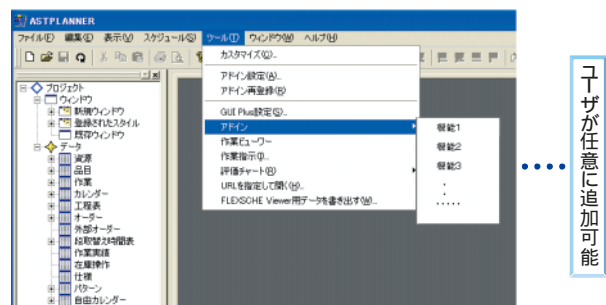 ASTPLANNER
ファイル(F) 編集(E) 表示(V) スケジュール(S) ツール(T) ウィンドウ(W) ヘルプ(H)
カスタマイズ(C)...
アドイン設定(A)...
アドイン再登録(R)
GUI Plus設定(G)...
アドイン
作業ビューワー
作業指示(I)...
評価チャート(R)
URLを指定して開く(H)...
FLEXSCHE Viewer用データを書き出す(W)...
機能1
機能2
機能3
:
.....
プロジェクト
ウィンドウ
新規ウィンドウ
登録されたスタイル
既存ウィンドウ
データ
資源
品目
作業
カレンダー
工程表
オーダー
外部オーダー
段取替え時間表
作業実績
在庫操作
仕様
パターン
自由カレンダー
ユーザが任意に追加可能